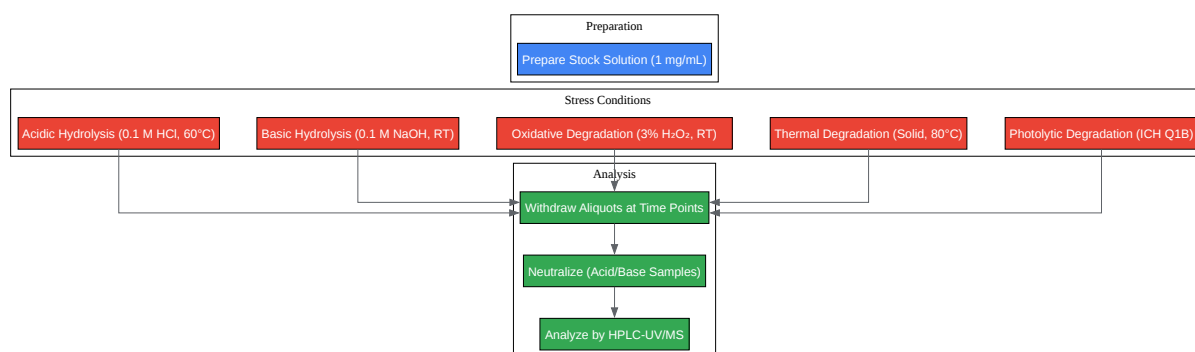 Preparation
Prepare Stock Solution (1 mg/mL)
Stress Conditions
Acidic Hydrolysis (0.1 M HCl, 60°C)
Basic Hydrolysis (0.1 M NaOH, RT)
Oxidative Degradation (3% H₂O₂, RT)
Thermal Degradation (Solid, 80°C)
Photolytic Degradation (ICH Q1B)
Analysis
Withdraw Aliquots at Time Points
Neutralize (Acid/Base Samples)
Analyze by HPLC-UV/MS